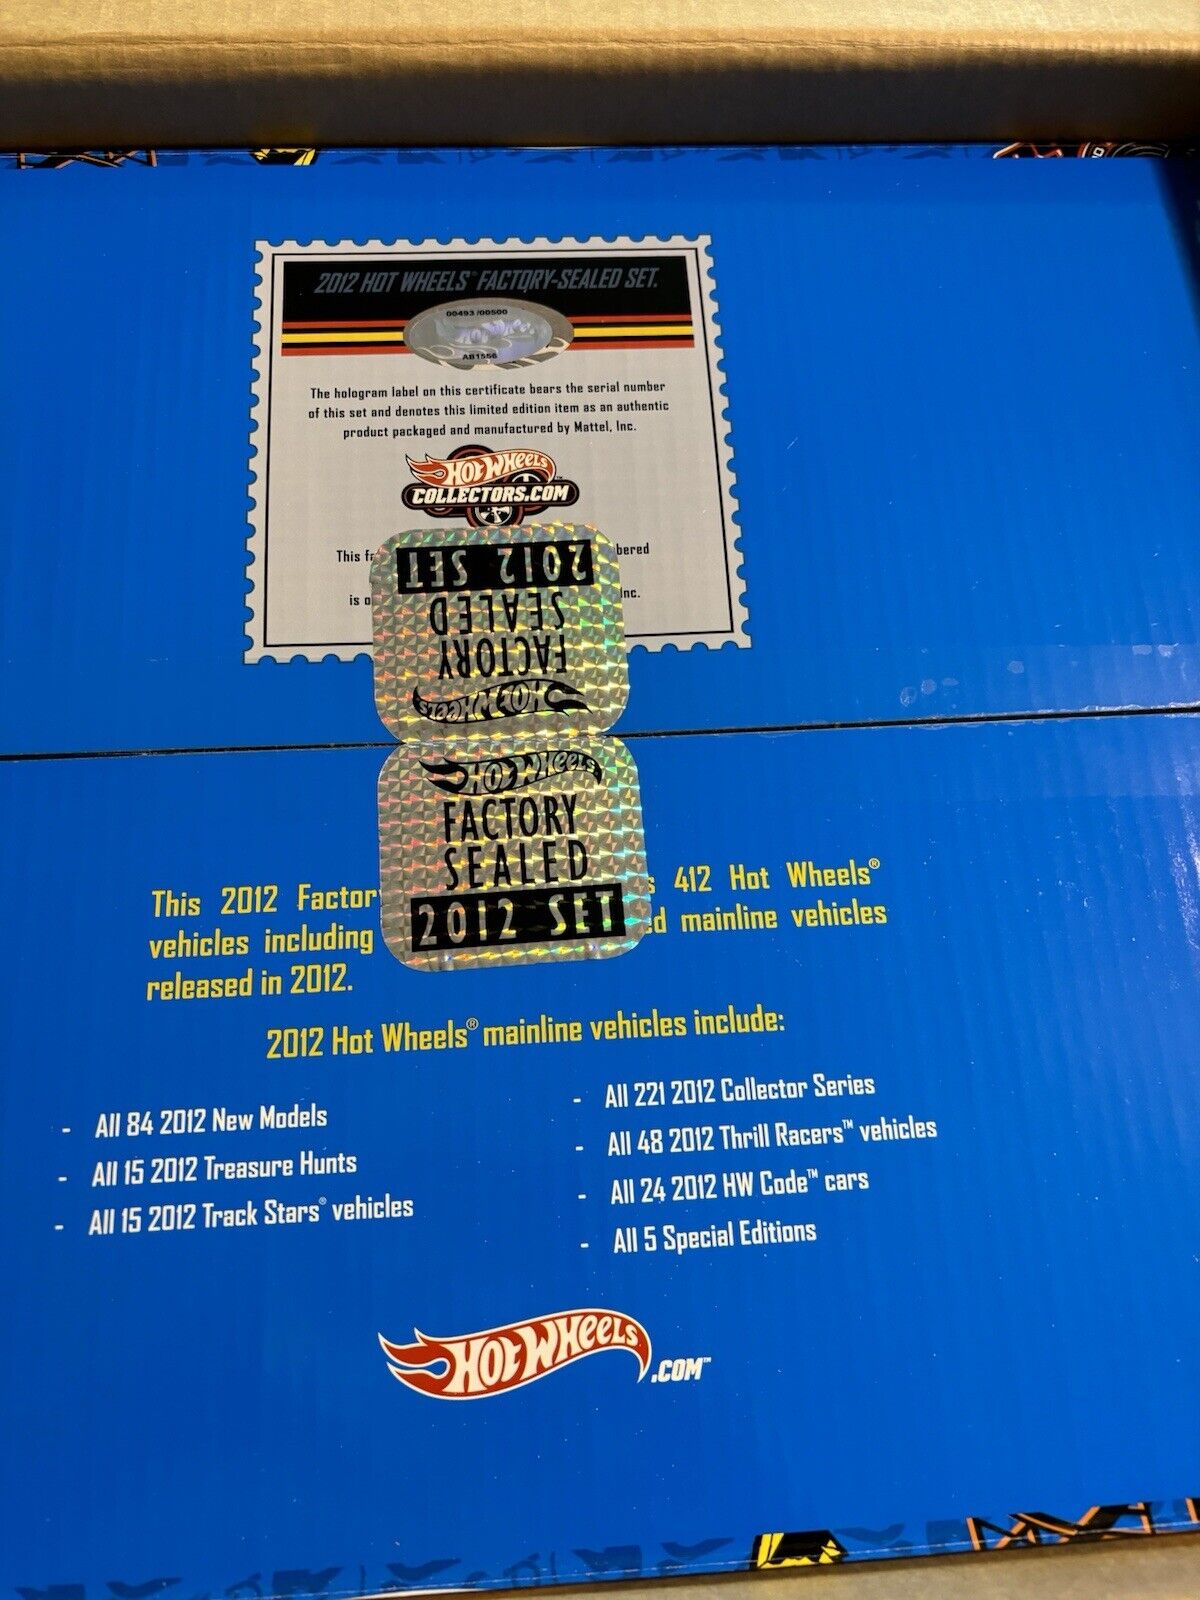 2012 HOT WHEELS® FACTORY-SEALED SET.
00493 /00500
AB1556
The hologram label on this certificate bears the serial number
of this set and denotes this limited edition item as an authentic
product packaged and manufactured by Mattel, Inc.
HOT WHEELS™
COLLECTORS.COM
This fa bered
is o Inc.
2012 SET
SEALED
FACTORY
HOT WHEELS
HOT WHEELS
FACTORY
SEALED
2012 SET
This 2012 Factor s 412 Hot Wheels®
vehicles including ed mainline vehicles
released in 2012.
2012 Hot Wheels® mainline vehicles include:
- All 84 2012 New Models
- All 15 2012 Treasure Hunts
- All 15 2012 Track Stars® vehicles
- All 221 2012 Collector Series
- All 48 2012 Thrill Racers™ vehicles
- All 24 2012 HW Code™ cars
- All 5 Special Editions
HOT WHEELS.COM™